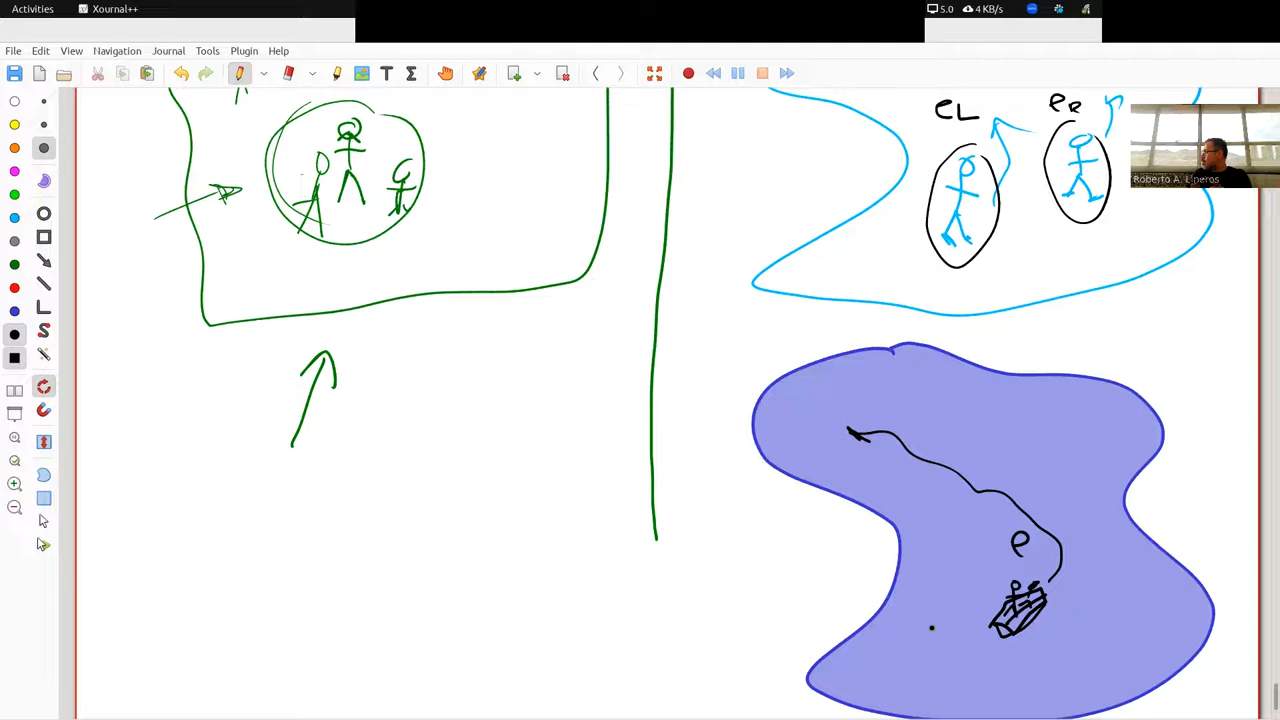 Activities Xournal++ 5.0 4 KB/s
File Edit View Navigation Journal Tools Plugin Help
eL eR
Roberto A. Lineros
e